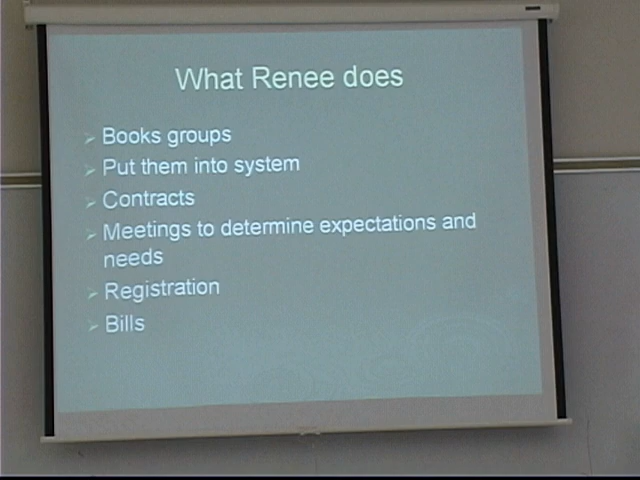 What Renee does
Books groups
Put them into system
Contracts
Meetings to determine expectations and
needs
Registration
Bills